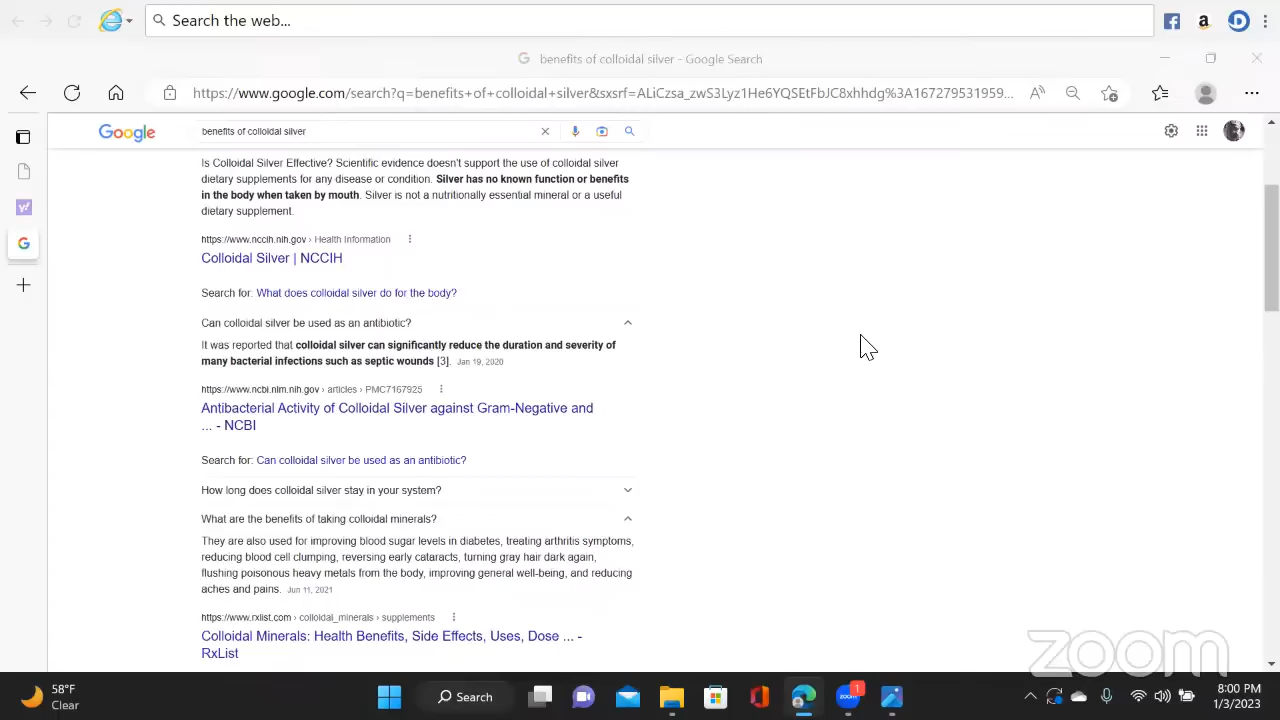 Search the web...
benefits of colloidal silver - Google Search
https://www.google.com/search?q=benefits+of+colloidal+silver&sxsrf=ALiCzsa_zwS3Lyz1He6YQSEtFbJC8xhhdg%3A167279531959...
Google
benefits of colloidal silver
Is Colloidal Silver Effective? Scientific evidence doesn't support the use of colloidal silver
dietary supplements for any disease or condition. Silver has no known function or benefits
in the body when taken by mouth. Silver is not a nutritionally essential mineral or a useful
dietary supplement.
https://www.nccih.nih.gov › Health Information
Colloidal Silver | NCCIH
Search for: What does colloidal silver do for the body?
Can colloidal silver be used as an antibiotic?
It was reported that colloidal silver can significantly reduce the duration and severity of
many bacterial infections such as septic wounds [3]. Jan 19, 2020
https://www.ncbi.nlm.nih.gov › articles › PMC7167925
Antibacterial Activity of Colloidal Silver against Gram-Negative and
... - NCBI
Search for: Can colloidal silver be used as an antibiotic?
How long does colloidal silver stay in your system?
What are the benefits of taking colloidal minerals?
They are also used for improving blood sugar levels in diabetes, treating arthritis symptoms,
reducing blood cell clumping, reversing early cataracts, turning gray hair dark again,
flushing poisonous heavy metals from the body, improving general well-being, and reducing
aches and pains. Jun 11, 2021
https://www.rxlist.com › colloidal_minerals › supplements
Colloidal Minerals: Health Benefits, Side Effects, Uses, Dose ... -
RxList
zoom
58°F
Clear
Search
zoom
1
8:00 PM
1/3/2023